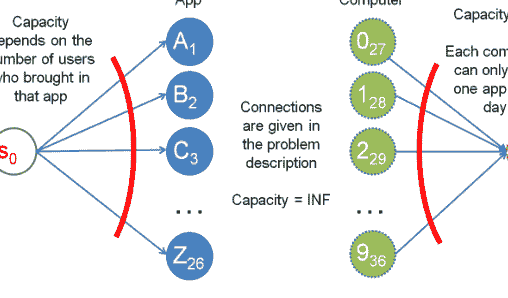 App
Computer
Capacity
depends on the
number of users
who brought in
that app
s0
A1
B2
C3
...
Z26
Connections
are given in
the problem
description
Capacity = INF
027
128
229
...
936
Capacity
Each com
can only
one app
day